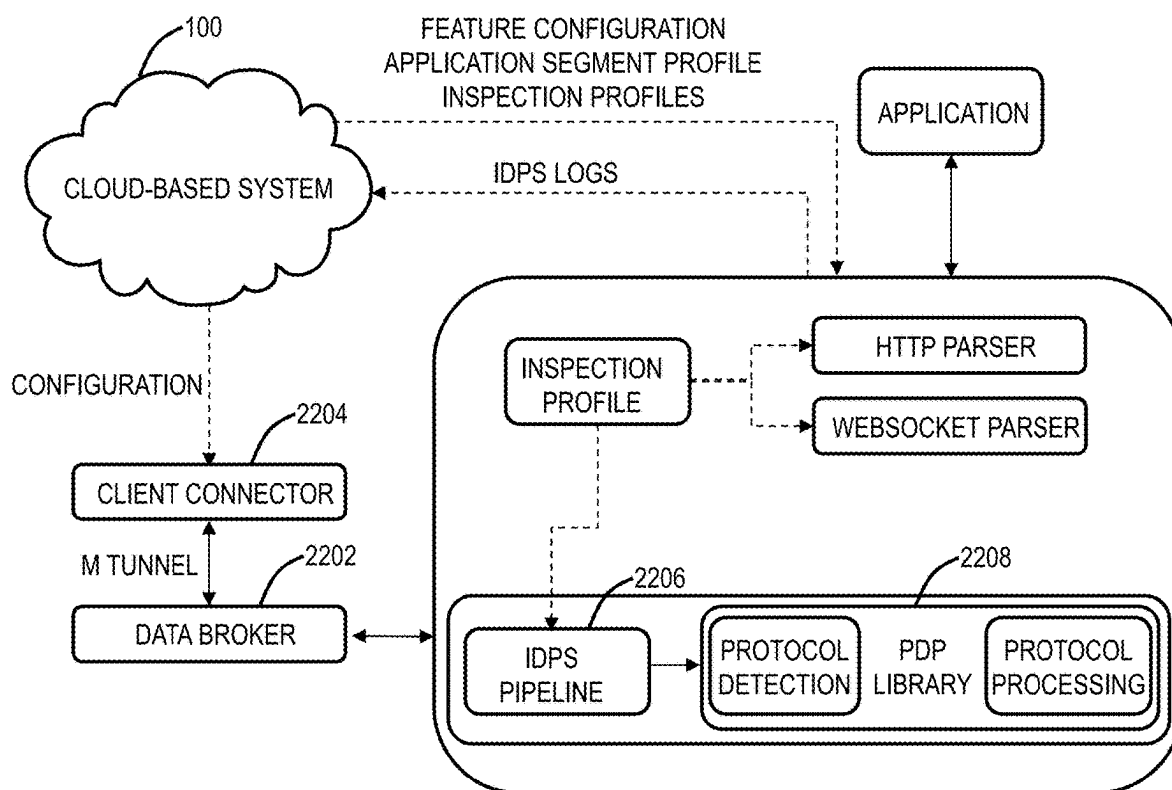 100
FEATURE CONFIGURATION
APPLICATION SEGMENT PROFILE
INSPECTION PROFILES
APPLICATION
CLOUD-BASED SYSTEM
IDPS LOGS
INSPECTION
PROFILE
HTTP PARSER
WEBSOCKET PARSER
CONFIGURATION
2204
CLIENT CONNECTOR
M TUNNEL
2202
DATA BROKER
2206
2208
IDPS
PIPELINE
PROTOCOL
DETECTION
PDP
LIBRARY
PROTOCOL
PROCESSING